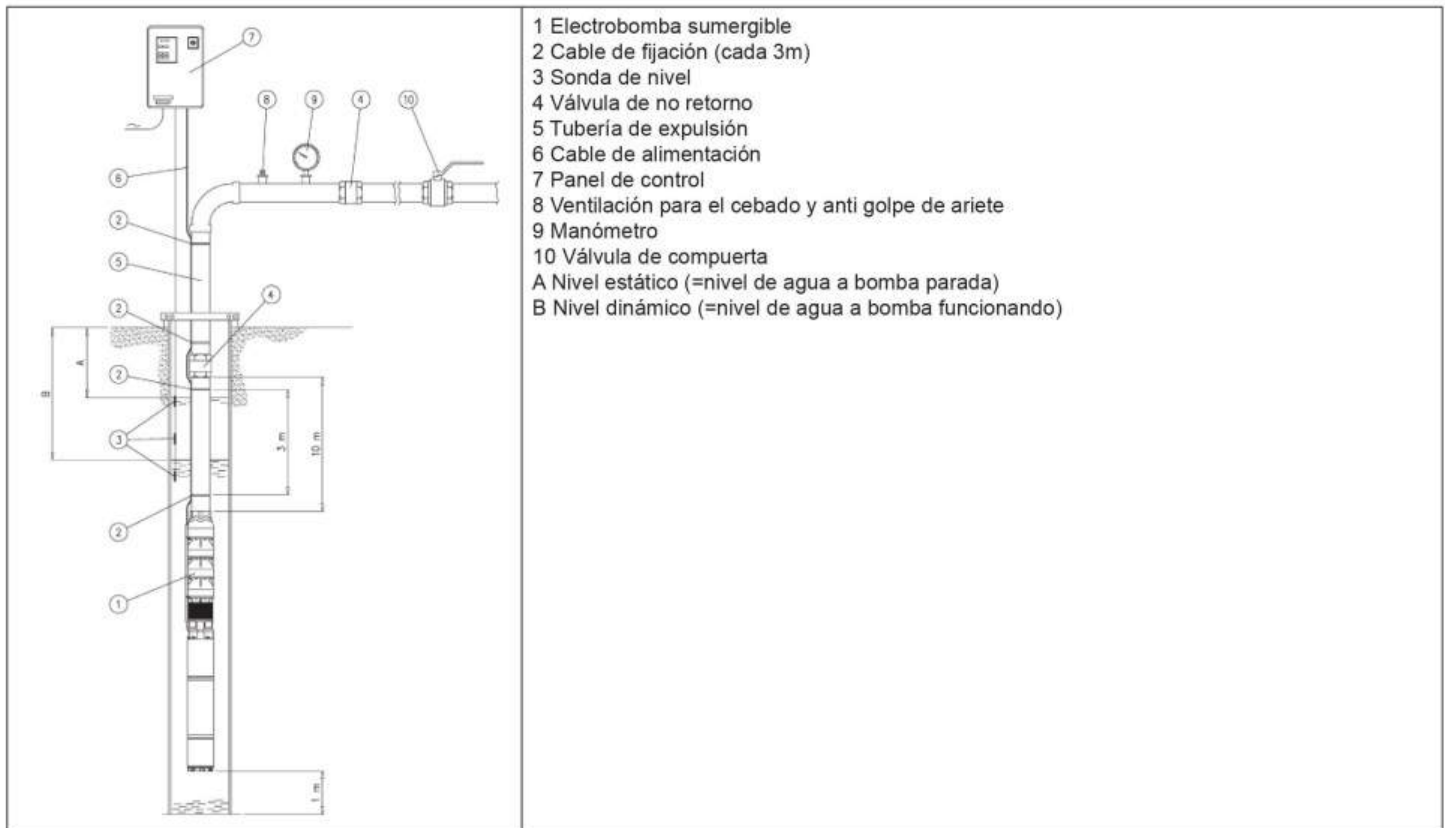 7
8
9
4
10
6
2
5
4
2
A
2
B
3
3 m
10 m
2
1
1 m
1 Electrobomba sumergible
2 Cable de fijación (cada 3m)
3 Sonda de nivel
4 Válvula de no retorno
5 Tubería de expulsión
6 Cable de alimentación
7 Panel de control
8 Ventilación para el cebado y anti golpe de ariete
9 Manómetro
10 Válvula de compuerta
A Nivel estático (=nivel de agua a bomba parada)
B Nivel dinámico (=nivel de agua a bomba funcionando)